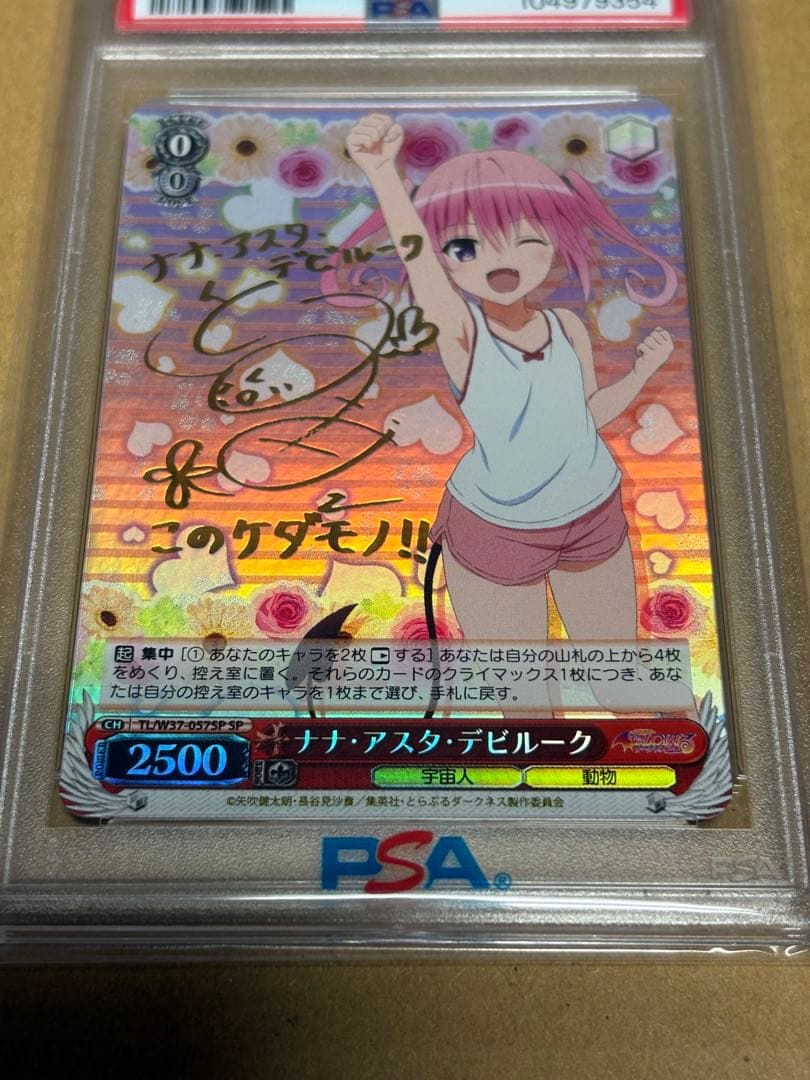 PSA
104979354
0
0
ナナ・アスタ・
デビルーク
このケダモノ!!
起 集中 [① あなたのキャラを2枚 する] あなたは自分の山札の上から4枚
をめくり、控え室に置く。それらのカードのクライマックス1枚につき、あな
たは自分の控え室のキャラを1枚まで選び、手札に戻す。
CH TL/W37-057SP SP
POWER 2500
ナナ・アスタ・デビルーク
SOUL
宇宙人 動物
©矢吹健太朗・長谷見沙貴/集英社・とらぶるダークネス製作委員会
PSA®
PSA